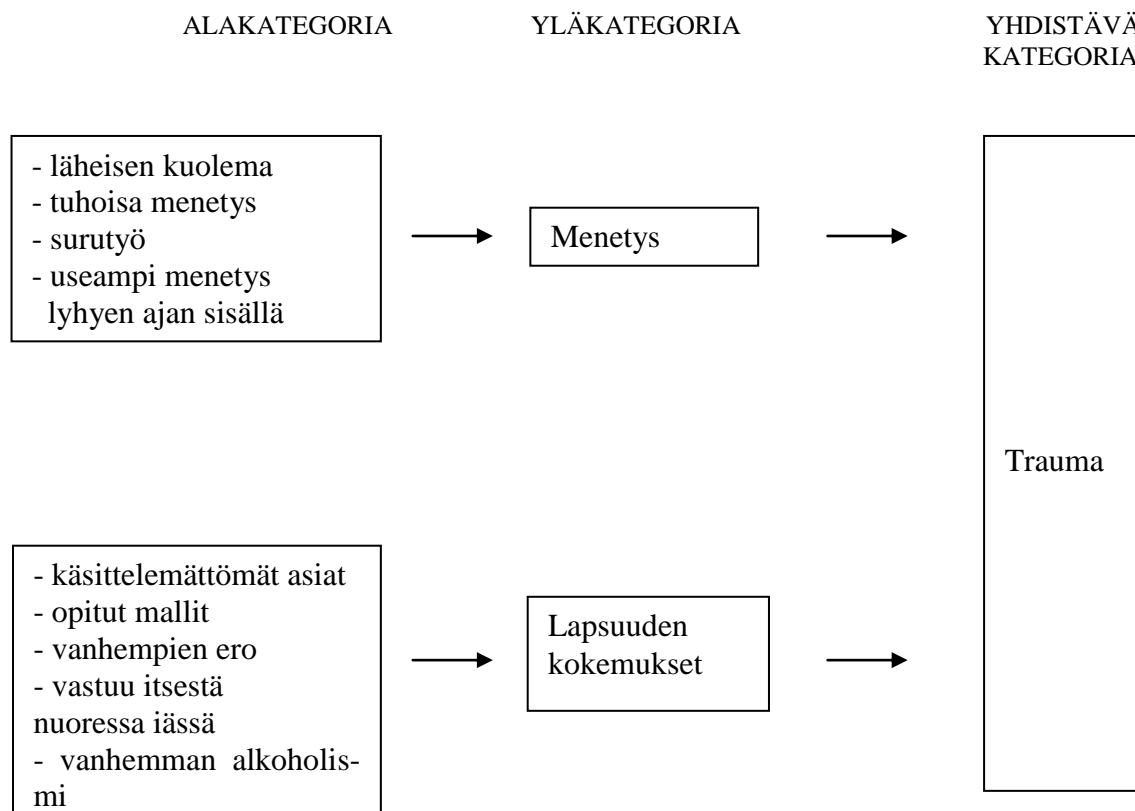 ALAKATEGORIA YLÄKATEGORIA YHDISTÄVÄ
KATEGORIA
- läheisen kuolema
- tuhoisa menetys
- surutyö
- useampi menetys
lyhyen ajan sisällä
Menetys
- käsittelemättömät asiat
- opitut mallit
- vanhempien ero
- vastuu itsestä
nuoressa iässä
- vanhemman alkoholis-
mi
Lapsuuden
kokemukset
Trauma